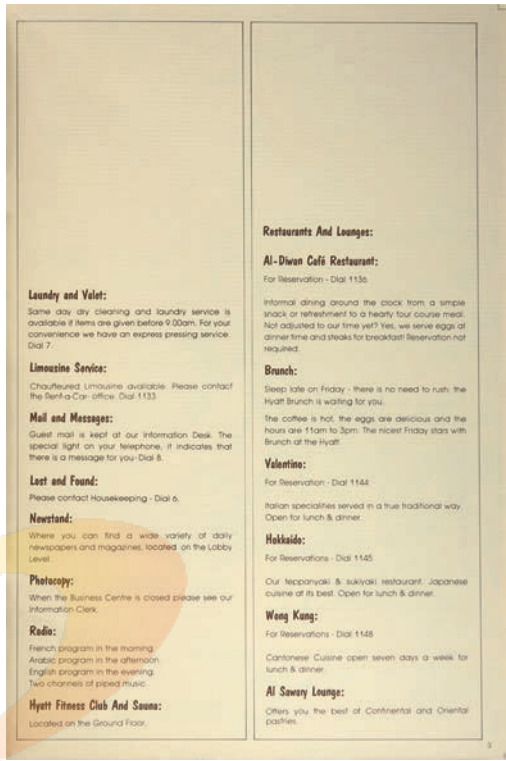 Laundry and Valet:
Same day dry cleaning and laundry service is
available if items are given before 9.00am. For your
convenience we have an express pressing service.
Dial 7.
Limousine Service:
Chauffeured Limousine available. Please contact
the Rent-a-Car- office. Dial 1133
Mail and Messages:
Guest mail is kept at our Information Desk. The
special light on your telephone, it indicates that
there is a message for you-Dial 8.
Lost and Found:
Please contact Housekeeping - Dial 6.
Newstand:
Where you can find a wide variety of daily
newspapers and magazines, located on the Lobby
Level.
Photocopy:
When the Business Centre is closed please see our
Information Clerk.
Radio:
French program in the morning.
Arabic program in the afternoon.
English program in the evening.
Two channels of piped music.
Hyatt Fitness Club And Sauna:
Located on the Ground Floor.
Restaurants And Lounges:
Al-Diwan Café Restaurant:
For Reservation - Dial 1136
Informal dining around the clock from a simple
snack or refreshment to a hearty four course meal.
Not adjusted to our time yet? Yes, we serve eggs at
dinner time and steaks for breakfast! Reservation not
required.
Brunch:
Sleep late on Friday - there is no need to rush: the
Hyatt Brunch is waiting for you.
The coffee is hot, the eggs are delicious and the
hours are 11am to 3pm. The nicest Friday stars with
Brunch at the Hyatt.
Valentino:
For Reservation - Dial 1144
Italian specialities served in a true traditional way.
Open for lunch & dinner.
Hokkaido:
For Reservations - Dial 1145
Our teppanyaki & sukiyaki restaurant. Japanese
cuisine at its best. Open for lunch & dinner.
Wong Kung:
For Reservations - Dial 1148
Cantonese Cuisine open seven days a week for
lunch & dinner.
Al Sawary Lounge:
Offers you the best of Continental and Oriental
pastries.